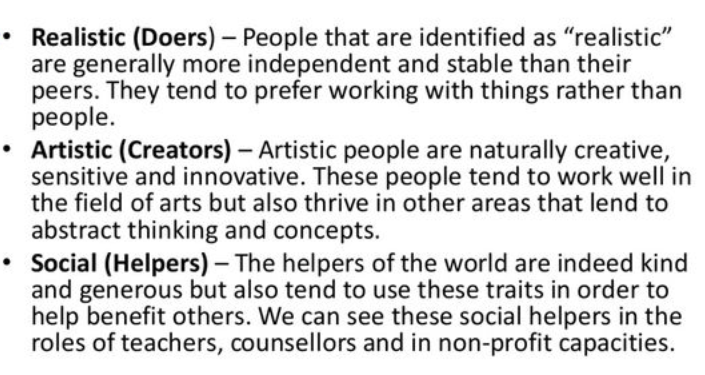 • Realistic (Doers) – People that are identified as “realistic”
are generally more independent and stable than their
peers. They tend to prefer working with things rather than
people.
• Artistic (Creators) – Artistic people are naturally creative,
sensitive and innovative. These people tend to work well in
the field of arts but also thrive in other areas that lend to
abstract thinking and concepts.
• Social (Helpers) – The helpers of the world are indeed kind
and generous but also tend to use these traits in order to
help benefit others. We can see these social helpers in the
roles of teachers, counsellors and in non-profit capacities.